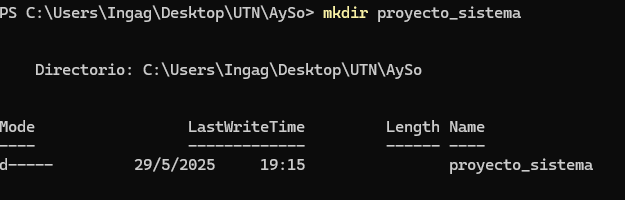 PS C:\Users\Ingag\Desktop\UTN\AySo> mkdir proyecto_sistema
Directorio: C:\Users\Ingag\Desktop\UTN\AySo
Mode LastWriteTime Length Name
---- ------------- ------ ----
d----- 29/5/2025 19:15 proyecto_sistema